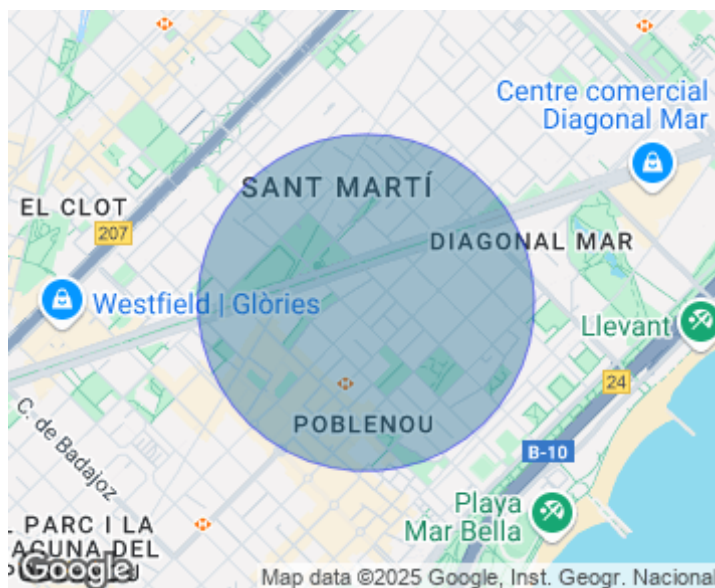 Centre comercial
Diagonal Mar
SANT MARTÍ
EL CLOT
207
DIAGONAL MAR
Westfield | Glòries
Llevant
24
POBLENOU
C. de Badajoz
B-10
Playa
Mar Bella
PARC I LA
DEL
Google
Map data ©2025 Google, Inst. Geogr. Nacional